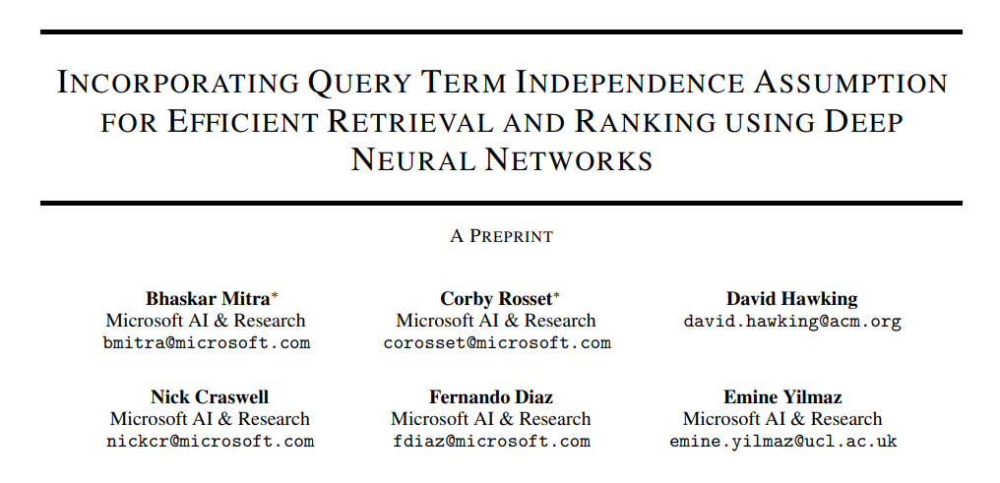 INCORPORATING QUERY TERM INDEPENDENCE ASSUMPTION
FOR EFFICIENT RETRIEVAL AND RANKING USING DEEP
NEURAL NETWORKS
A PREPRINT
Bhaskar Mitra* Corby Rosset* David Hawking
Microsoft AI & Research Microsoft AI & Research david.hawking@acm.org
bmitra@microsoft.com corosset@microsoft.com
Nick Craswell Fernando Diaz Emine Yilmaz
Microsoft AI & Research Microsoft AI & Research Microsoft AI & Research
nickcr@microsoft.com fdiaz@microsoft.com emine.yilmaz@ucl.ac.uk